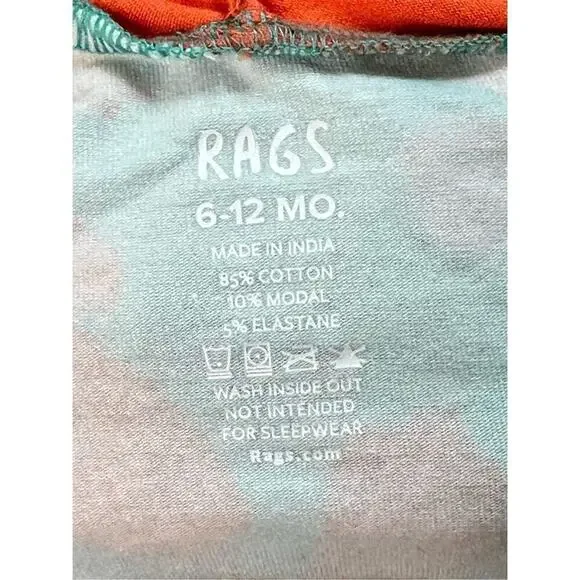 RAGS
6-12 MO.
MADE IN INDIA
85% COTTON
10% MODAL
5% ELASTANE
WASH INSIDE OUT
NOT INTENDED
FOR SLEEPWEAR
Rags.com